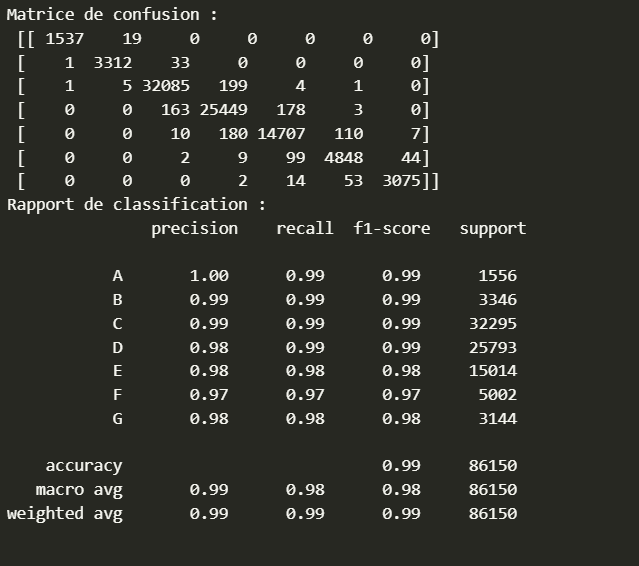 Matrice de confusion :
[[ 1537 19 0 0 0 0 0]
[ 1 3312 33 0 0 0 0]
[ 1 5 32085 199 4 1 0]
[ 0 0 163 25449 178 3 0]
[ 0 0 10 180 14707 110 7]
[ 0 0 2 9 99 4848 44]
[ 0 0 0 2 14 53 3075]]
Rapport de classification :
precision recall f1-score support
A 1.00 0.99 0.99 1556
B 0.99 0.99 0.99 3346
C 0.99 0.99 0.99 32295
D 0.98 0.99 0.99 25793
E 0.98 0.98 0.98 15014
F 0.97 0.97 0.97 5002
G 0.98 0.98 0.98 3144
accuracy 0.99 86150
macro avg 0.99 0.98 0.98 86150
weighted avg 0.99 0.99 0.99 86150